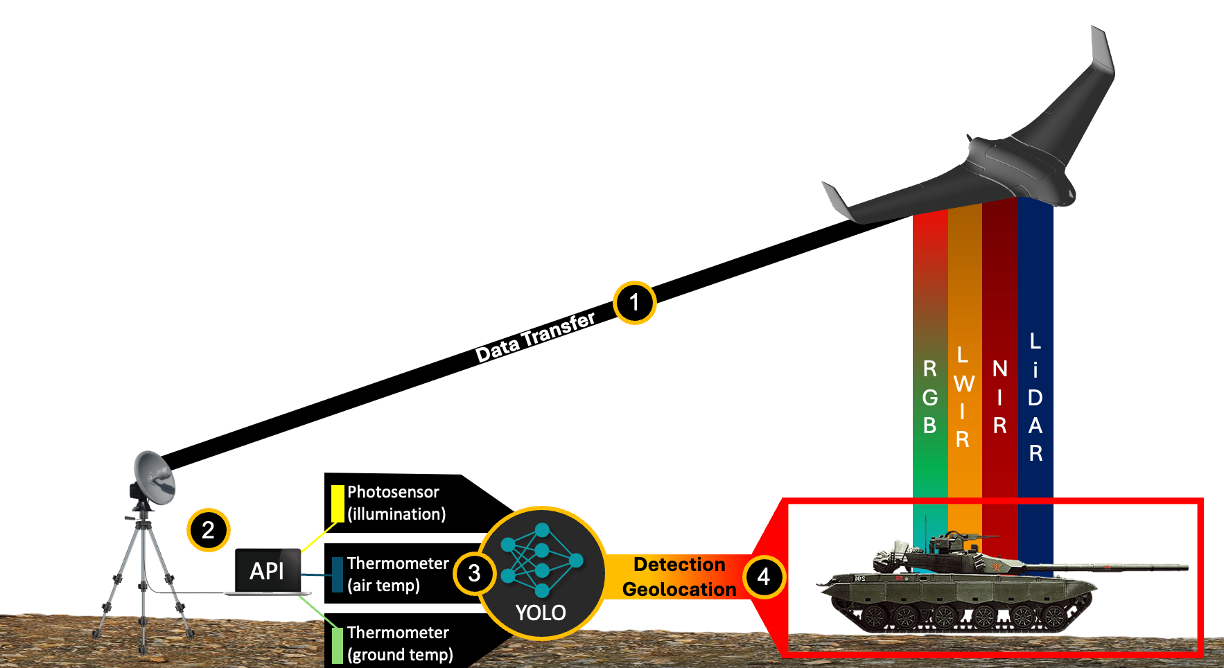 1
Data Transfer
RGB
LWIR
NIR
LiDAR
2
API
Photosensor
(illumination)
Thermometer
(air temp)
Thermometer
(ground temp)
3
YOLO
Detection
Geolocation
4